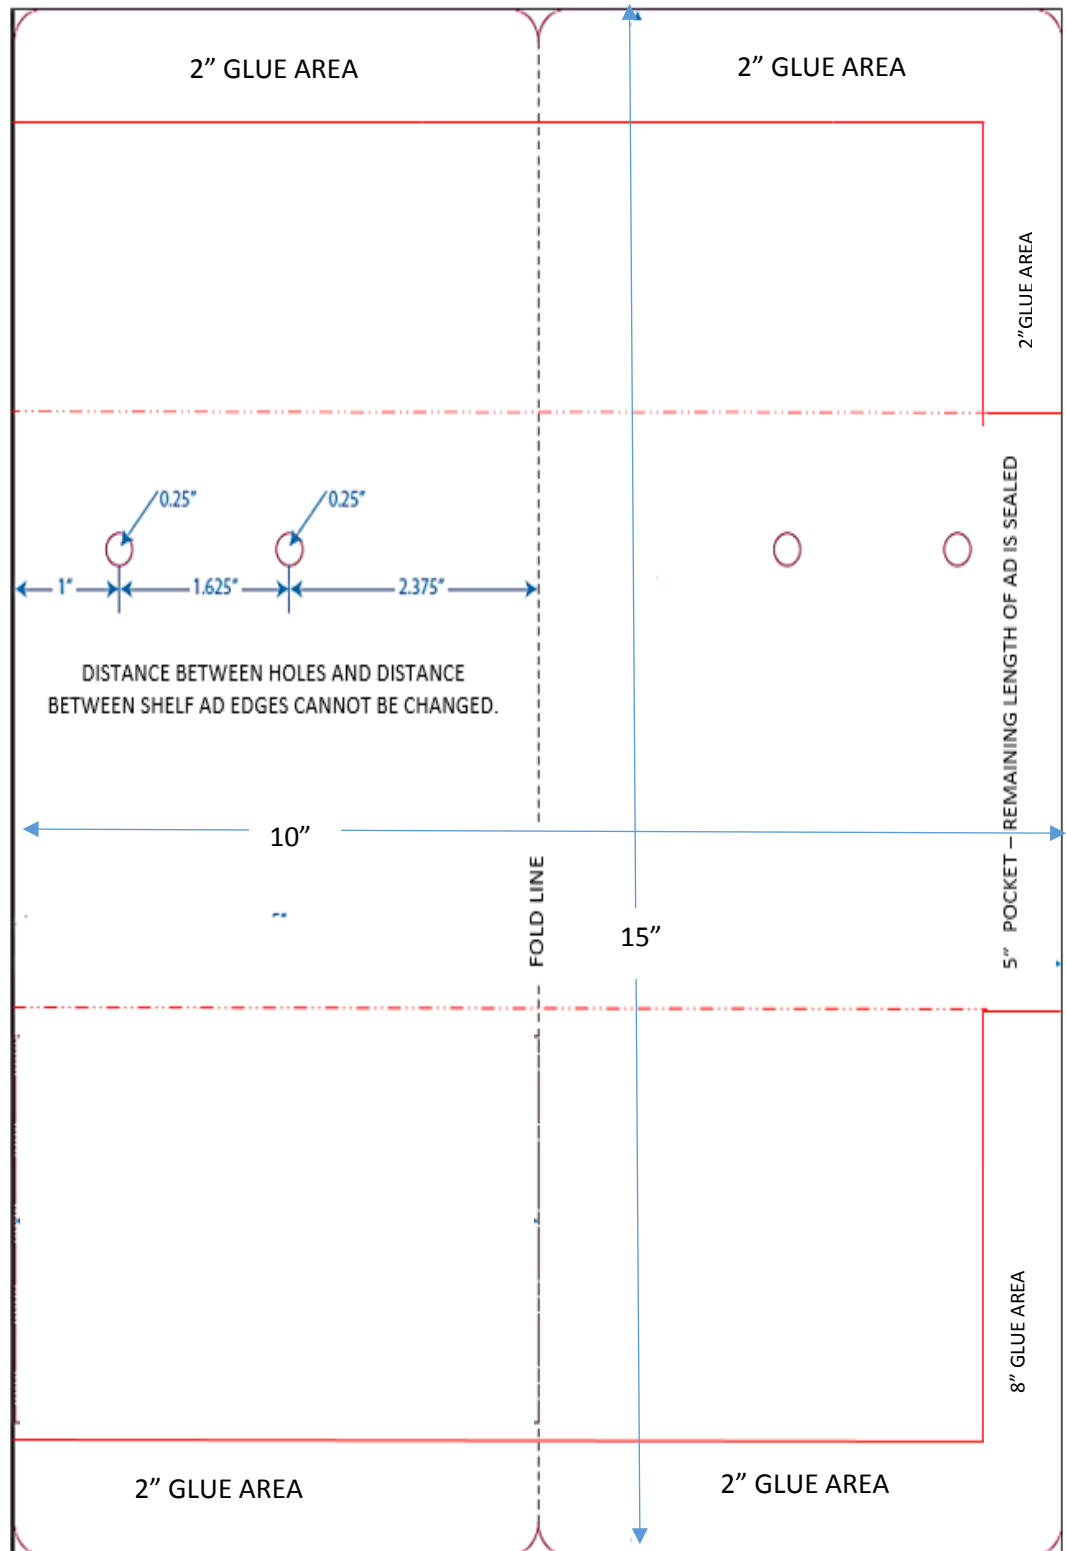 2” GLUE AREA
2” GLUE AREA
2”GLUE AREA
0.25"
0.25"
1"
1.625"
2.375"
DISTANCE BETWEEN HOLES AND DISTANCE
BETWEEN SHELF AD EDGES CANNOT BE CHANGED.
5” POCKET – REMAINING LENGTH OF AD IS SEALED
10”
FOLD LINE
15”
8” GLUE AREA
2” GLUE AREA
2” GLUE AREA